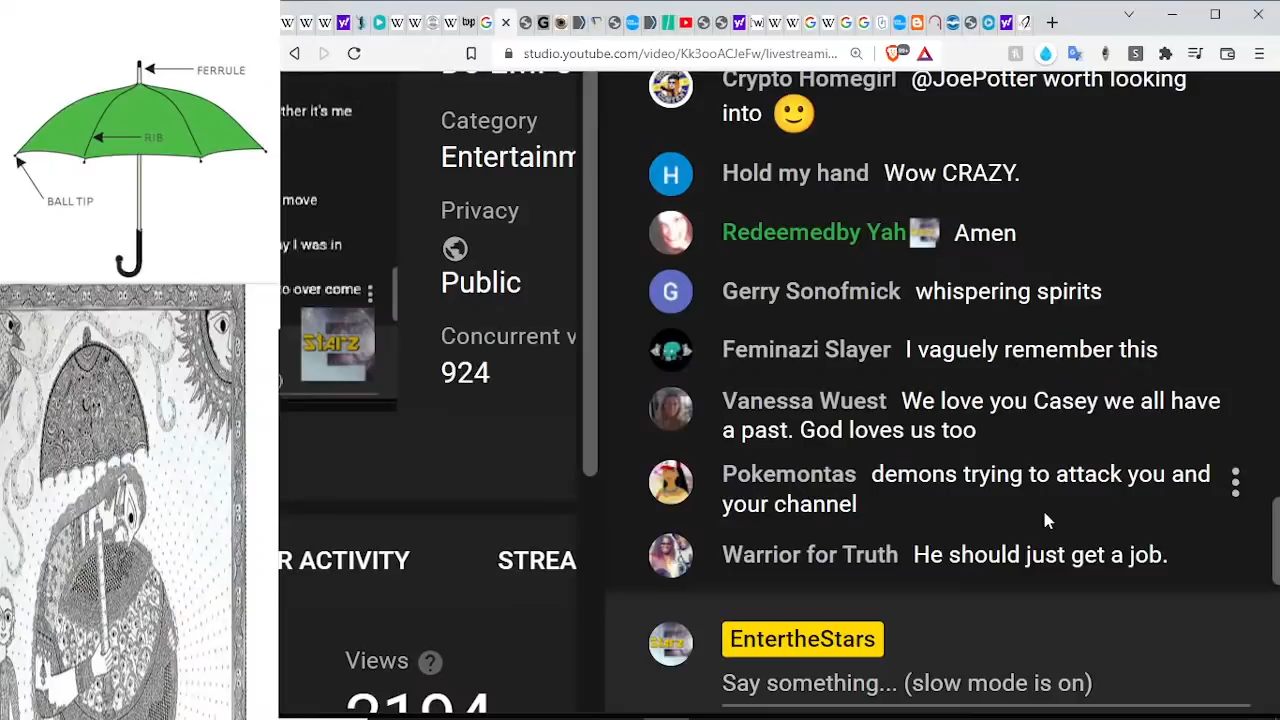 studio.youtube.com/video/Kk3ooACJeFw/livestreami...
FERRULE
RIB
BALL TIP
ther it's me
move
y I was in
to over come
Starz
Category
Entertainm
Privacy
Public
Concurrent v
924
R ACTIVITY
STREA
Views
2194
Crypto Homegirl @JoePotter worth looking
into 🙂
H
Hold my hand Wow CRAZY.
Redeemedby Yah Amen
G
Gerry Sonofmick whispering spirits
Feminazi Slayer I vaguely remember this
Vanessa Wuest We love you Casey we all have
a past. God loves us too
Pokemontas demons trying to attack you and
your channel
Warrior for Truth He should just get a job.
EntertheStars
Say something... (slow mode is on)